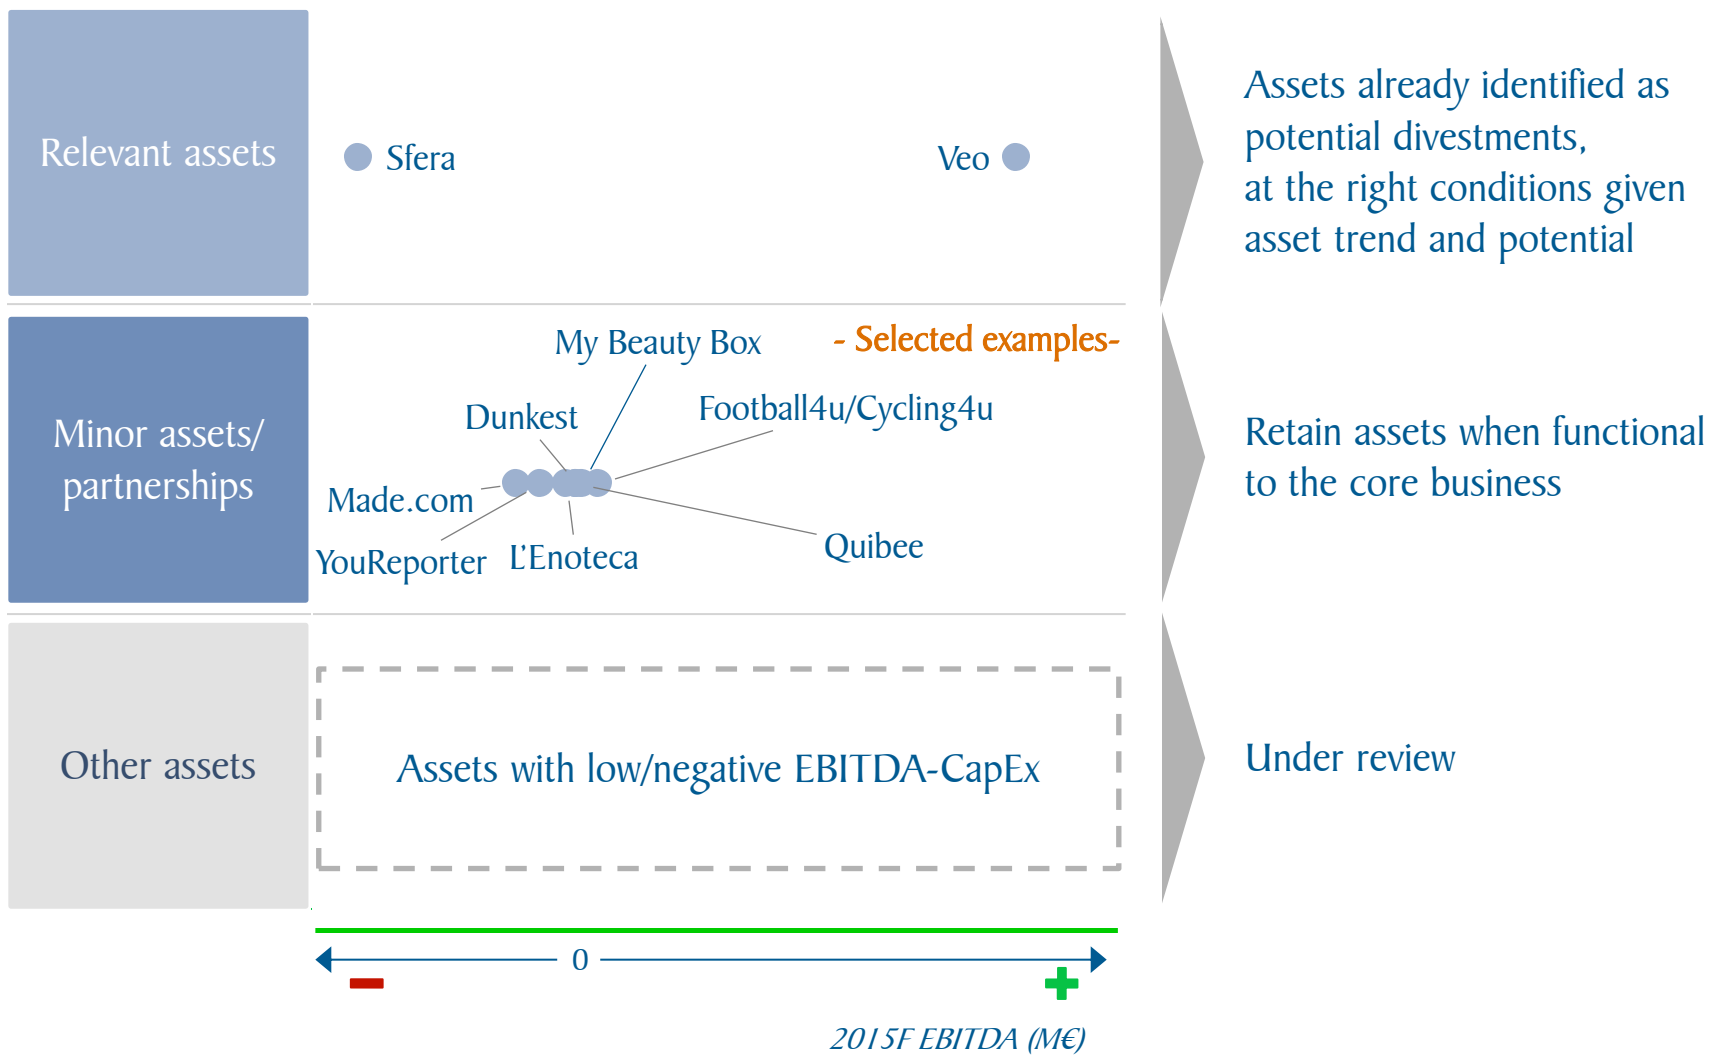 Relevant assets
Sfera
Veo
Assets already identified as
potential divestments,
at the right conditions given
asset trend and potential
Minor assets/
partnerships
My Beauty Box
- Selected examples-
Dunkest
Football4u/Cycling4u
Made.com
YouReporter
L'Enoteca
Quibee
Retain assets when functional
to the core business
Other assets
Assets with low/negative EBITDA-CapEx
Under review
0
2015F EBITDA (M€)